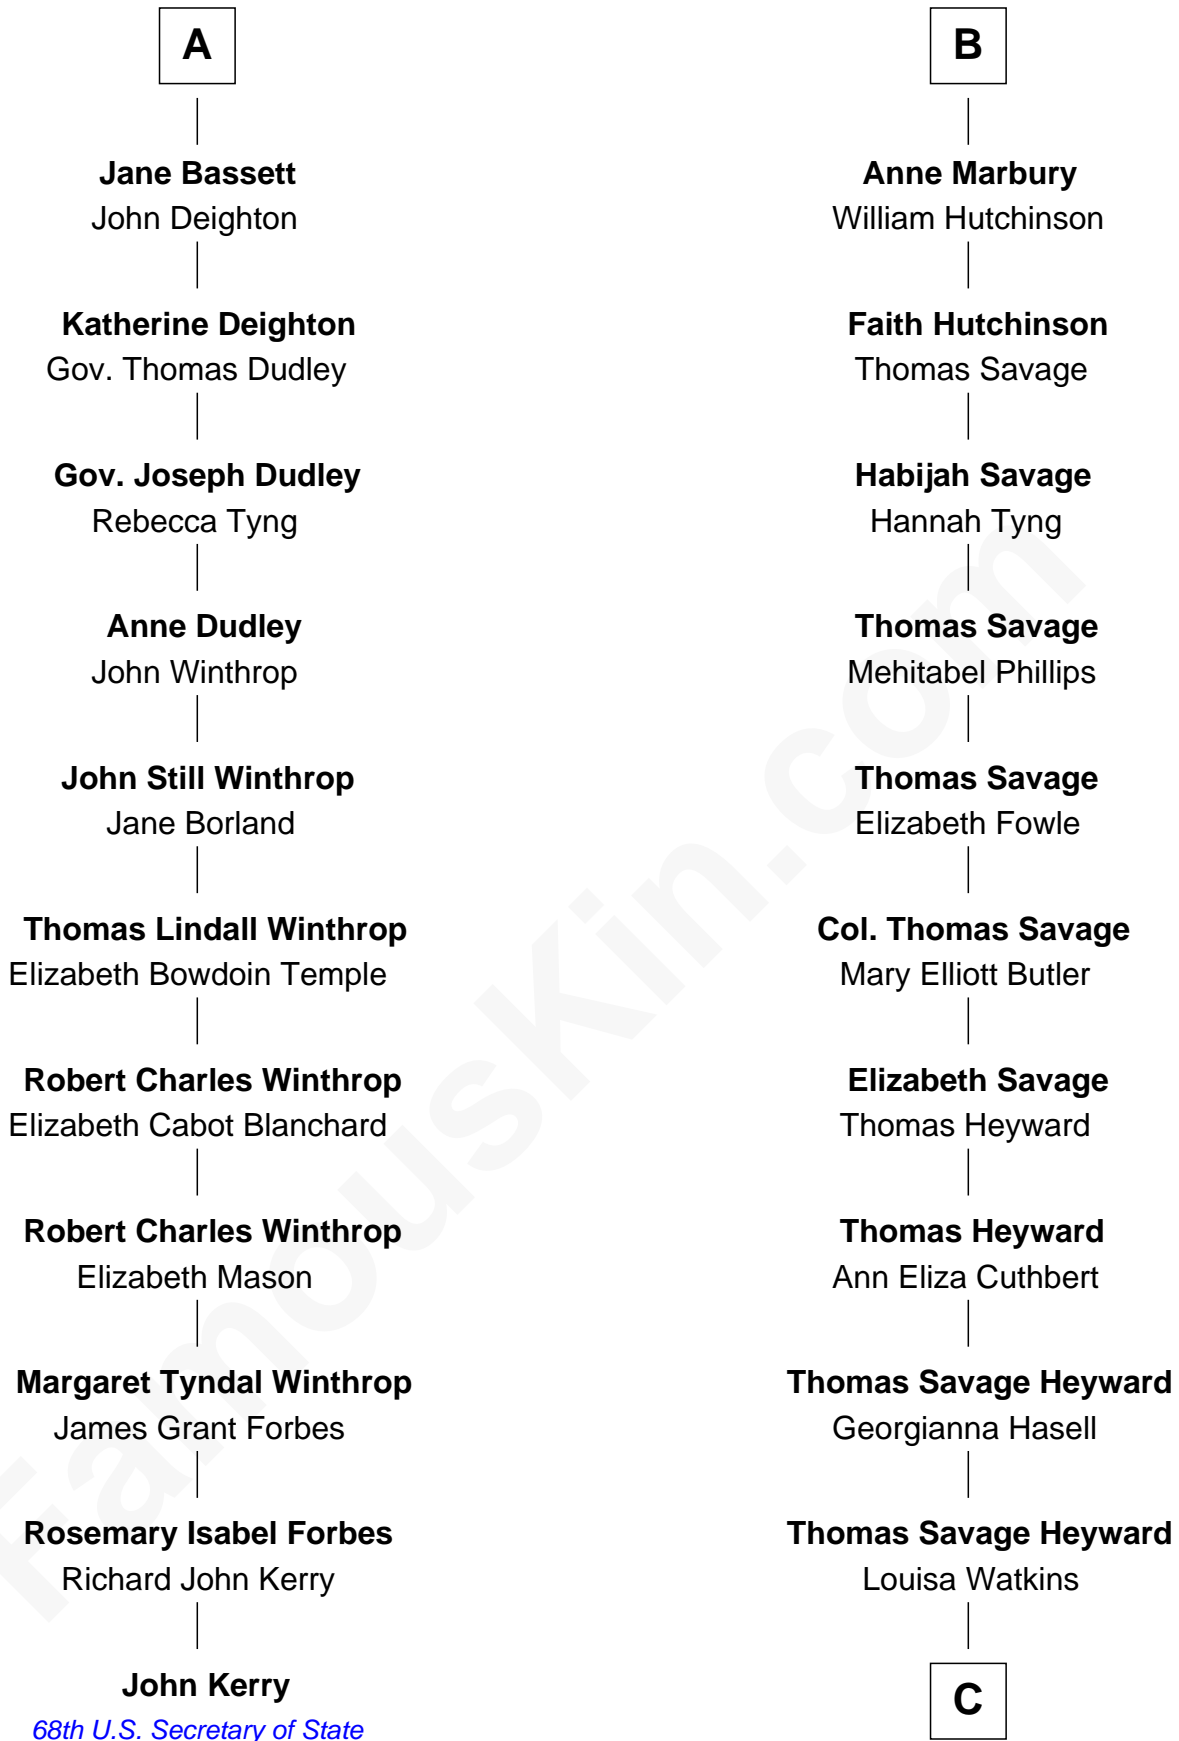 A
Jane Bassett
John Deighton
Katherine Deighton
Gov. Thomas Dudley
Gov. Joseph Dudley
Rebecca Tyng
Anne Dudley
John Winthrop
John Still Winthrop
Jane Borland
Thomas Lindall Winthrop
Elizabeth Bowdoin Temple
Robert Charles Winthrop
Elizabeth Cabot Blanchard
Robert Charles Winthrop
Elizabeth Mason
Margaret Tyndal Winthrop
James Grant Forbes
Rosemary Isabel Forbes
Richard John Kerry
John Kerry
68th U.S. Secretary of State
B
Anne Marbury
William Hutchinson
Faith Hutchinson
Thomas Savage
Habijah Savage
Hannah Tyng
Thomas Savage
Mehitabel Phillips
Thomas Savage
Elizabeth Fowle
Col. Thomas Savage
Mary Elliott Butler
Elizabeth Savage
Thomas Heyward
Thomas Heyward
Ann Eliza Cuthbert
Thomas Savage Heyward
Georgianna Hasell
Thomas Savage Heyward
Louisa Watkins
C
FamousKin.com